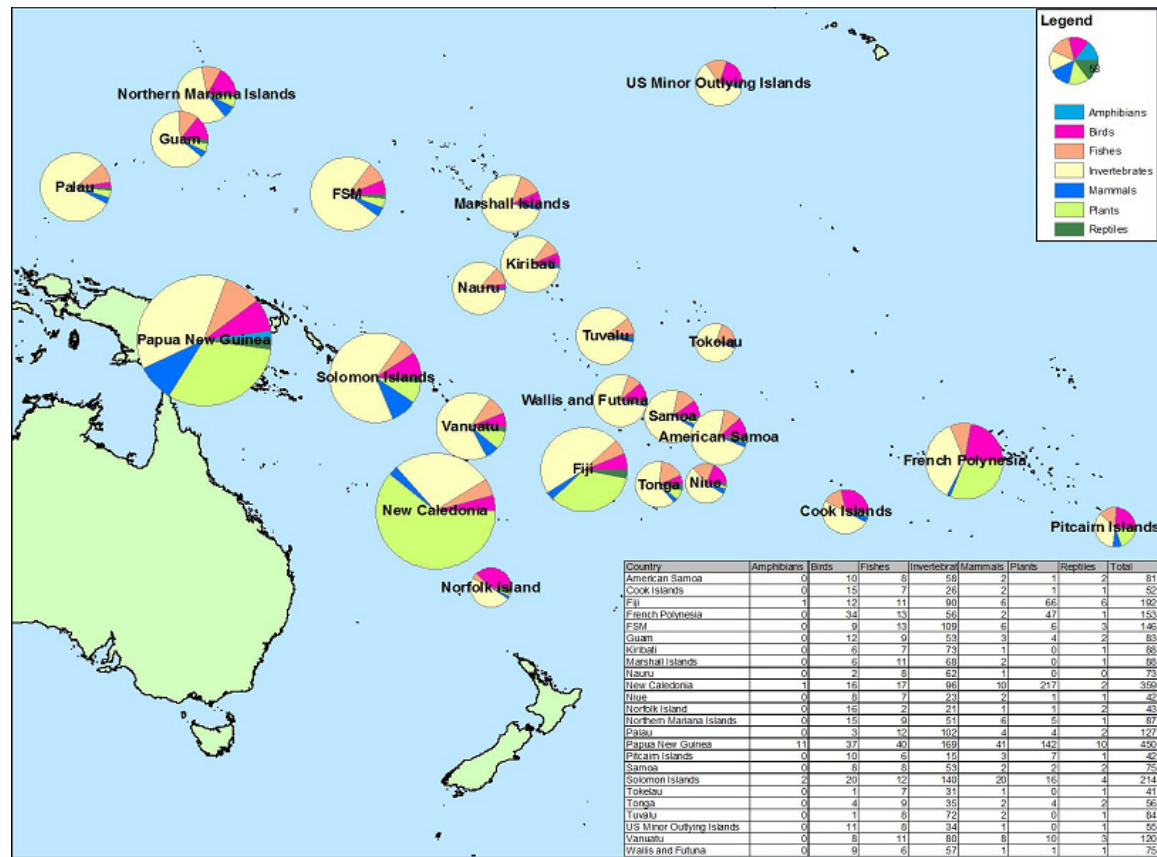 Legend
58
Amphibians
Birds
Fishes
Invertebrates
Mammals
Plants
Reptiles
Northern Mariana Islands
US Minor Outlying Islands
Guam
Palau
FSM
Marshall Islands
Kiribati
Nauru
Papua New Guinea
Tuvalu
Tokelau
Solomon Islands
Wallis and Futuna
Samoa
Vanuatu
American Samoa
French Polynesia
Fiji
Tonga
Niue
New Caledonia
Cook Islands
Pitcairn Islands
Norfolk Island
Country Amphibians Birds Fishes Invertebrat Mammals Plants Reptiles Total
American Samoa 0 10 8 58 2 1 2 81
Cook Islands 0 15 7 26 2 1 1 52
Fiji 1 12 11 90 6 66 6 192
French Polynesia 0 34 13 56 2 47 1 153
FSM 0 9 13 109 6 6 3 146
Guam 0 12 9 53 3 4 2 83
Kiribati 0 6 7 73 1 0 1 88
Marshall Islands 0 6 11 68 2 0 1 88
Nauru 0 2 8 62 1 0 0 73
New Caledonia 1 16 17 96 10 217 2 359
Niue 0 8 7 23 2 1 1 42
Norfolk Island 0 16 2 21 1 1 2 43
Northern Mariana Islands 0 15 9 51 6 5 1 87
Palau 0 3 12 102 4 4 2 127
Papua New Guinea 11 37 40 169 41 142 10 450
Pitcairn Islands 0 10 6 15 3 7 1 42
Samoa 0 8 8 53 2 2 2 75
Solomon Islands 2 20 12 140 20 16 4 214
Tokelau 0 1 7 31 1 0 1 41
Tonga 0 4 9 35 2 4 2 56
Tuvalu 0 1 8 72 2 0 1 84
US Minor Outlying Islands 0 11 8 34 1 0 1 55
Vanuatu 0 8 11 80 8 10 3 120
Wallis and Futuna 0 9 6 57 1 1 1 75